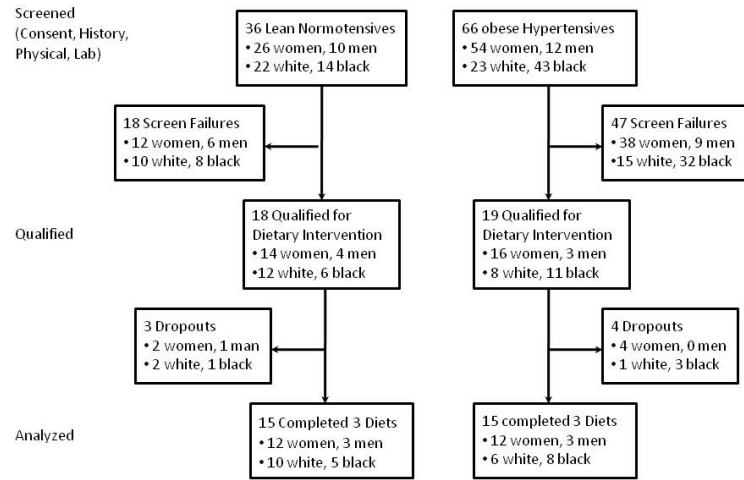 Screened
(Consent, History,
Physical, Lab)
36 Lean Normotensives
• 26 women, 10 men
• 22 white, 14 black
66 obese Hypertensives
• 54 women, 12 men
• 23 white, 43 black
18 Screen Failures
• 12 women, 6 men
• 10 white, 8 black
47 Screen Failures
• 38 women, 9 men
• 15 white, 32 black
Qualified
18 Qualified for
Dietary Intervention
• 14 women, 4 men
• 12 white, 6 black
19 Qualified for
Dietary Intervention
• 16 women, 3 men
• 8 white, 11 black
3 Dropouts
• 2 women, 1 man
• 2 white, 1 black
4 Dropouts
• 4 women, 0 men
• 1 white, 3 black
Analyzed
15 Completed 3 Diets
• 12 women, 3 men
• 10 white, 5 black
15 completed 3 Diets
• 12 women, 3 men
• 6 white, 8 black